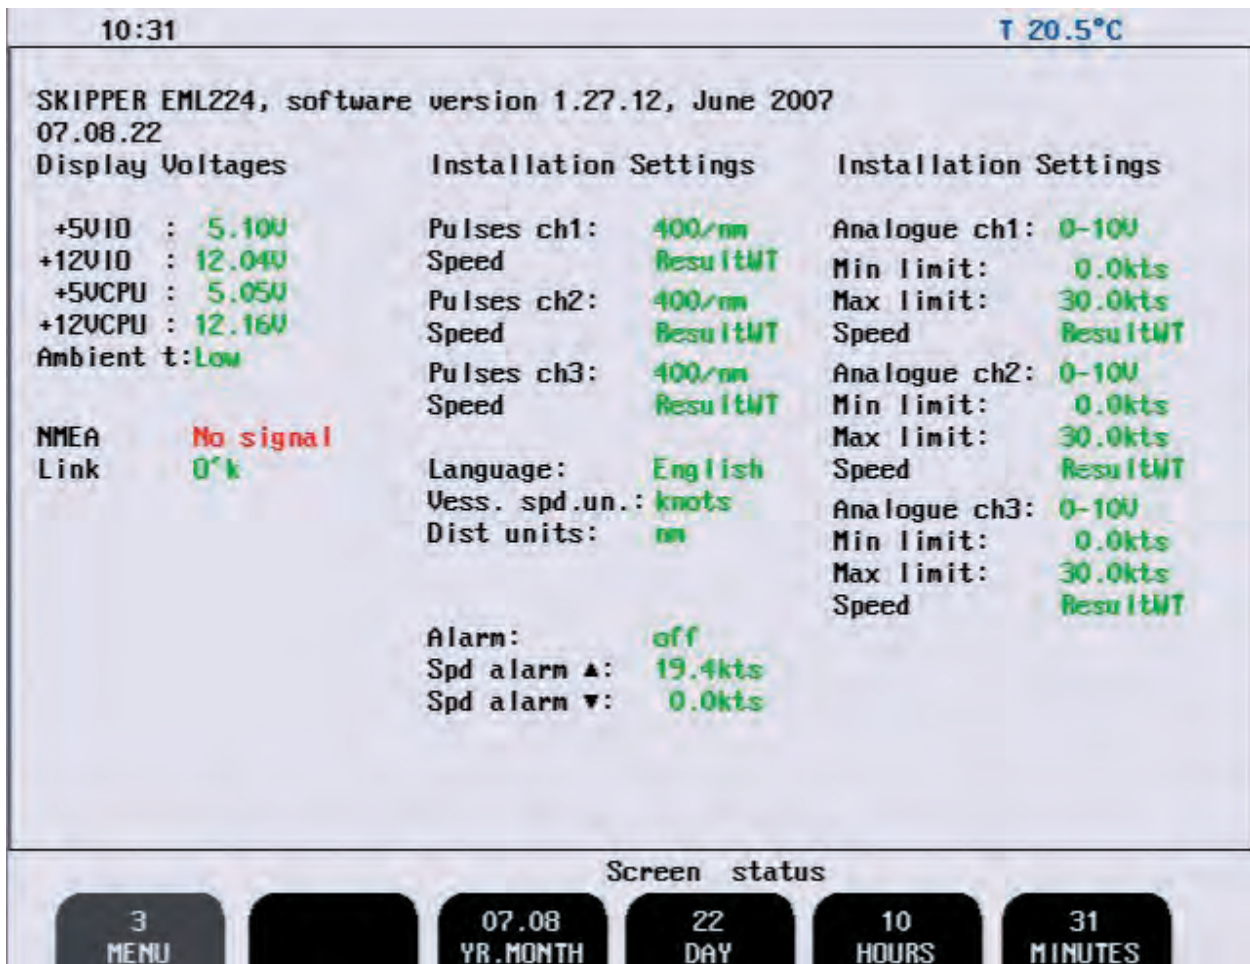 10:31
T 20.5°C
SKIPPER EML224, software version 1.27.12, June 2007
07.08.22
Display Voltages
+5VIO : 5.10V
+12VIO : 12.04V
+5VCPU : 5.05V
+12VCPU : 12.16V
Ambient t:Low
NMEA No signal
Link O´k
Installation Settings
Pulses ch1: 400/nm
Speed ResultWT
Pulses ch2: 400/nm
Speed ResultWT
Pulses ch3: 400/nm
Speed ResultWT
Language: English
Vess. spd.un.: knots
Dist units: nm
Alarm: off
Spd alarm ▲: 19.4kts
Spd alarm ▼: 0.0kts
Installation Settings
Analogue ch1: 0-10V
Min limit: 0.0kts
Max limit: 30.0kts
Speed ResultWT
Analogue ch2: 0-10V
Min limit: 0.0kts
Max limit: 30.0kts
Speed ResultWT
Analogue ch3: 0-10V
Min limit: 0.0kts
Max limit: 30.0kts
Speed ResultWT
Screen status
3
MENU
07.08
YR.MONTH
22
DAY
10
HOURS
31
MINUTES